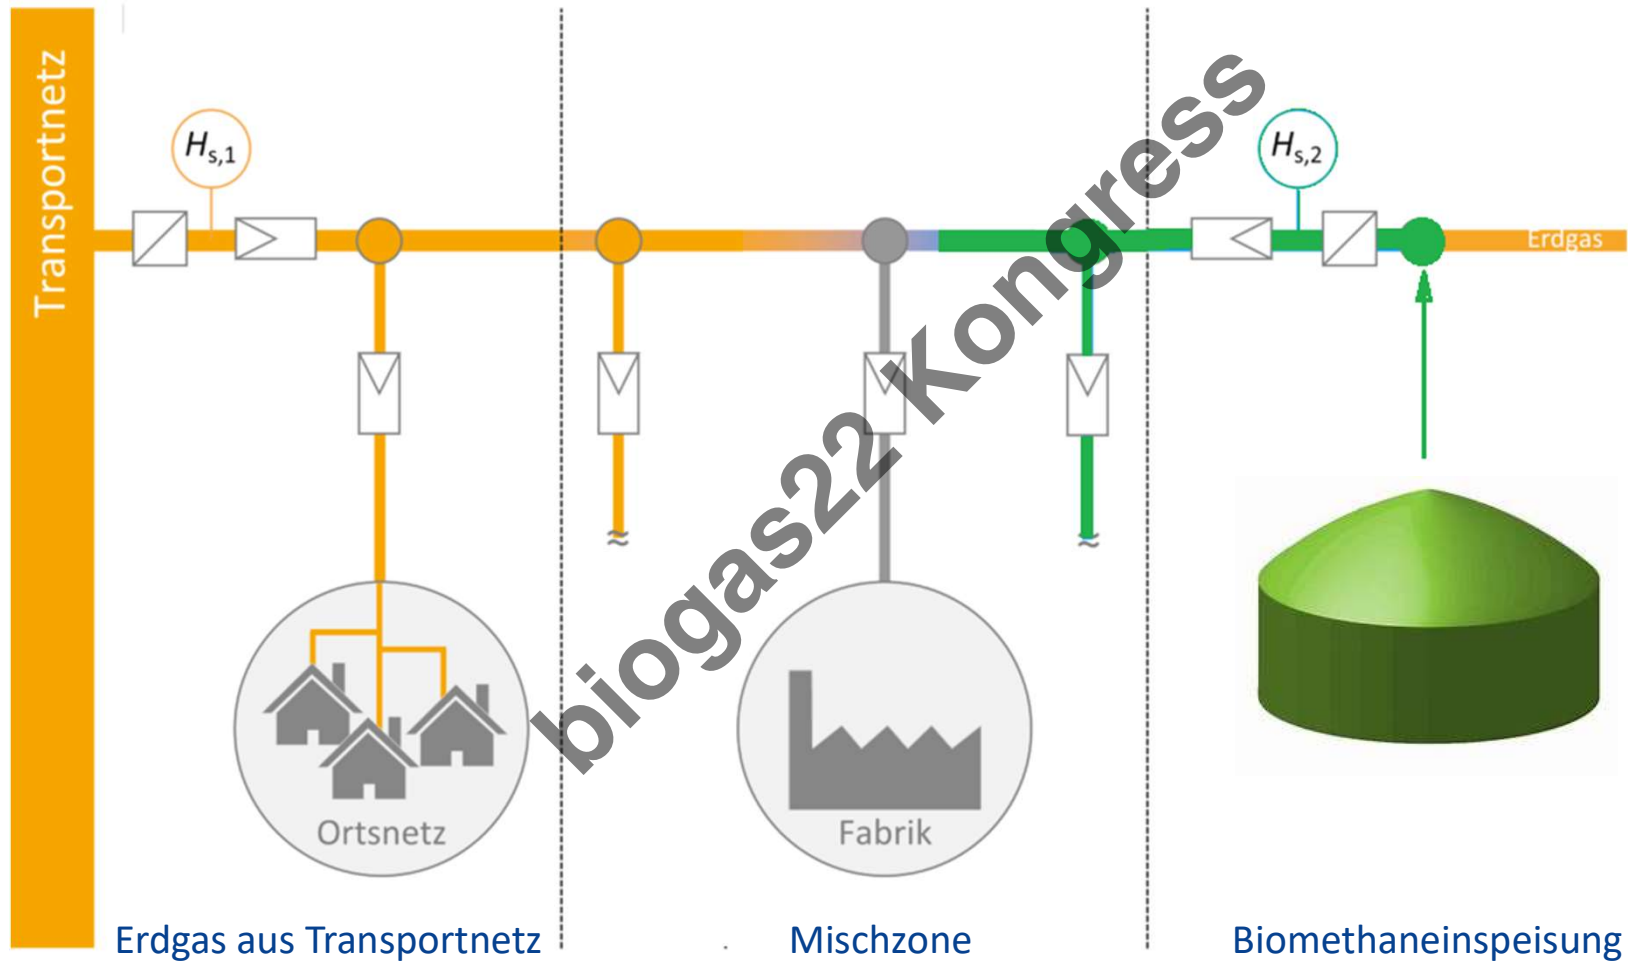 Transportnetz
Hs,1
Hs,2
Erdgas
Ortsnetz
Fabrik
biogas22 Kongress
Erdgas aus Transportnetz
Mischzone
Biomethaneinspeisung